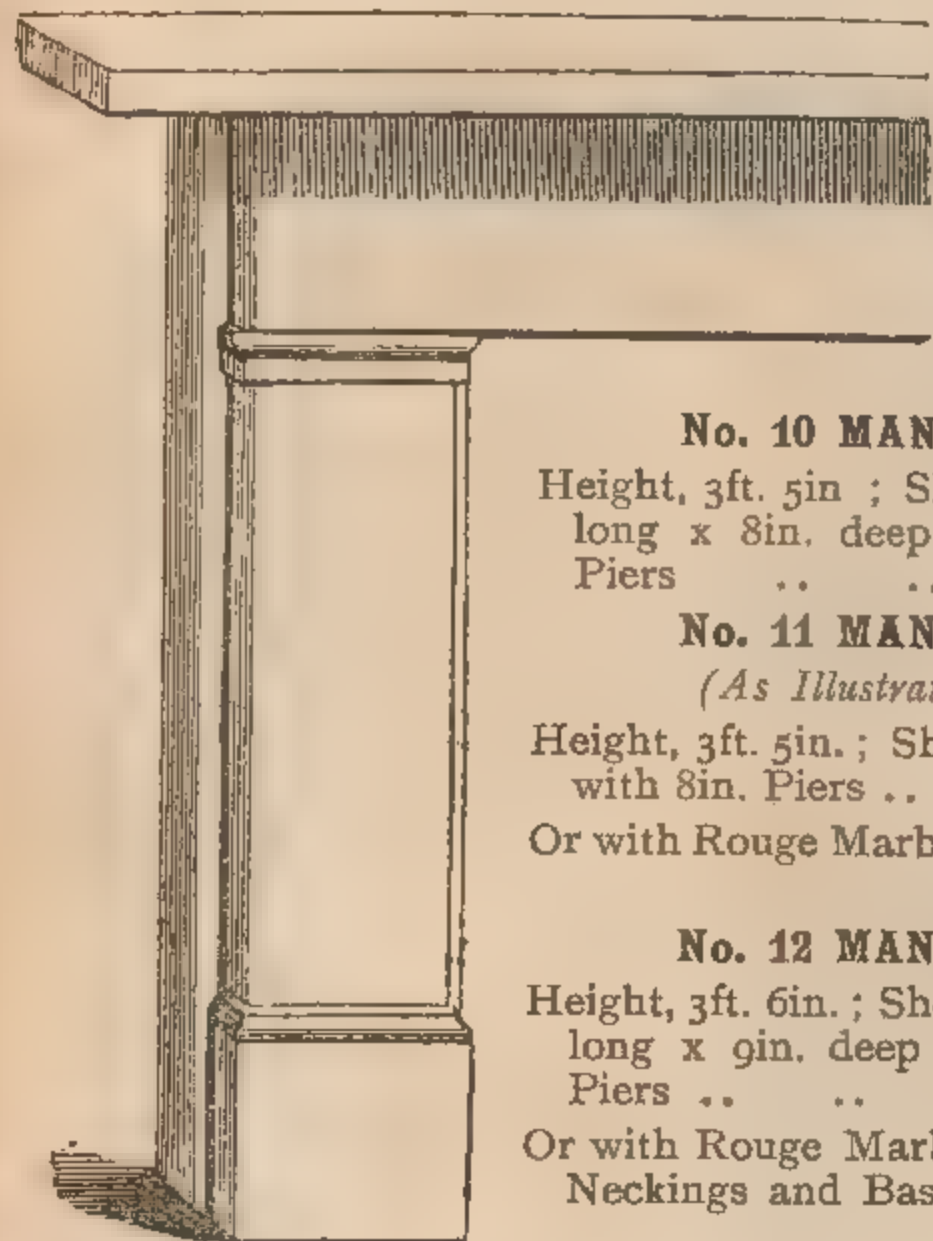 No. 10 MAN
Height, 3ft. 5in ; S
long x 8in. deep
Piers .. ..
No. 11 MAN
(As Illustra
Height, 3ft. 5in. ; Sh
with 8in. Piers ..
Or with Rouge Marb
No. 12 MAN
Height, 3ft. 6in. ; Sh
long x 9in. deep
Piers .. ..
Or with Rouge Mar
Neckings and Bas